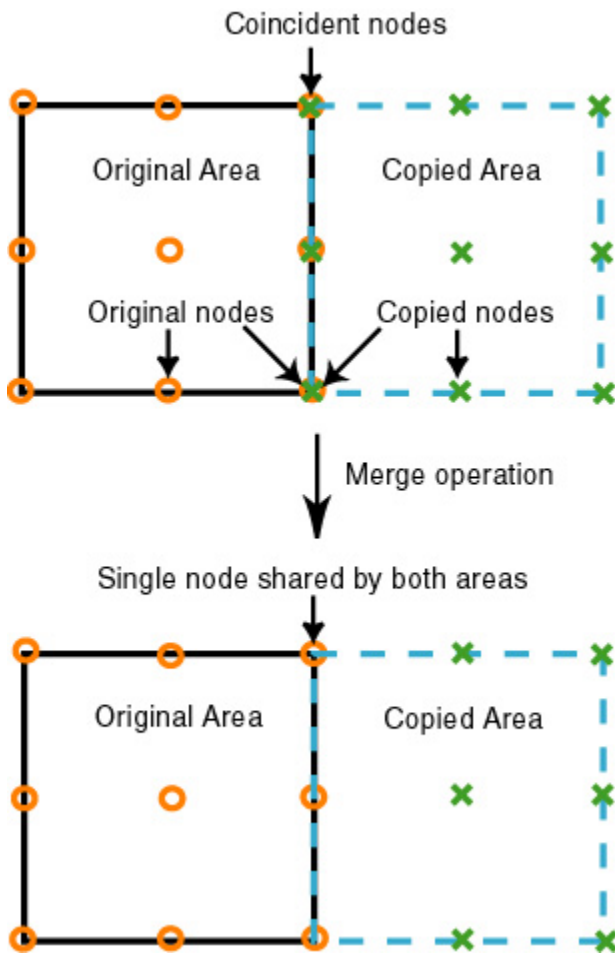 Coincident nodes
Original Area
Copied Area
Original nodes
Copied nodes
Merge operation
Single node shared by both areas
Original Area
Copied Area